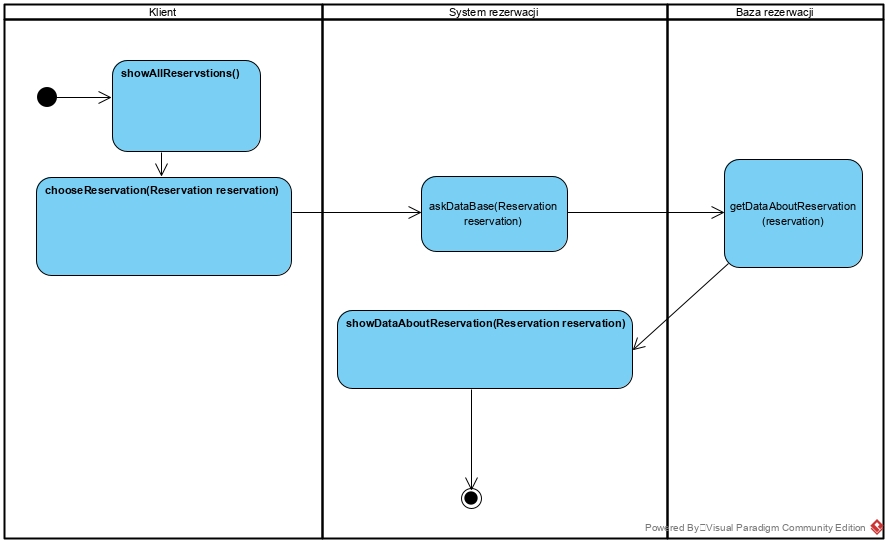 Klient
System rezerwacji
Baza rezerwacji
showAllReservstions()
chooseReservation(Reservation reservation)
askDataBase(Reservation
reservation)
getDataAboutReservation
(reservation)
showDataAboutReservation(Reservation reservation)
Powered By Visual Paradigm Community Edition